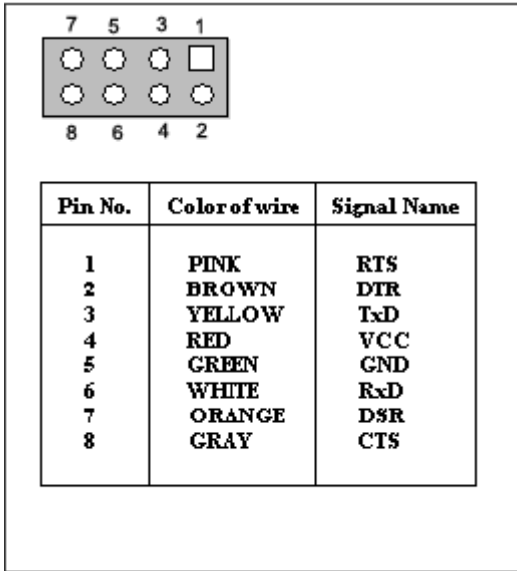 7 5 3 1
8 6 4 2
Pin No. Color of wire Signal Name
1 PINK RTS
2 BROWN DTR
3 YELLOW TxD
4 RED VCC
5 GREEN GND
6 WHITE RxD
7 ORANGE DSR
8 GRAY CTS